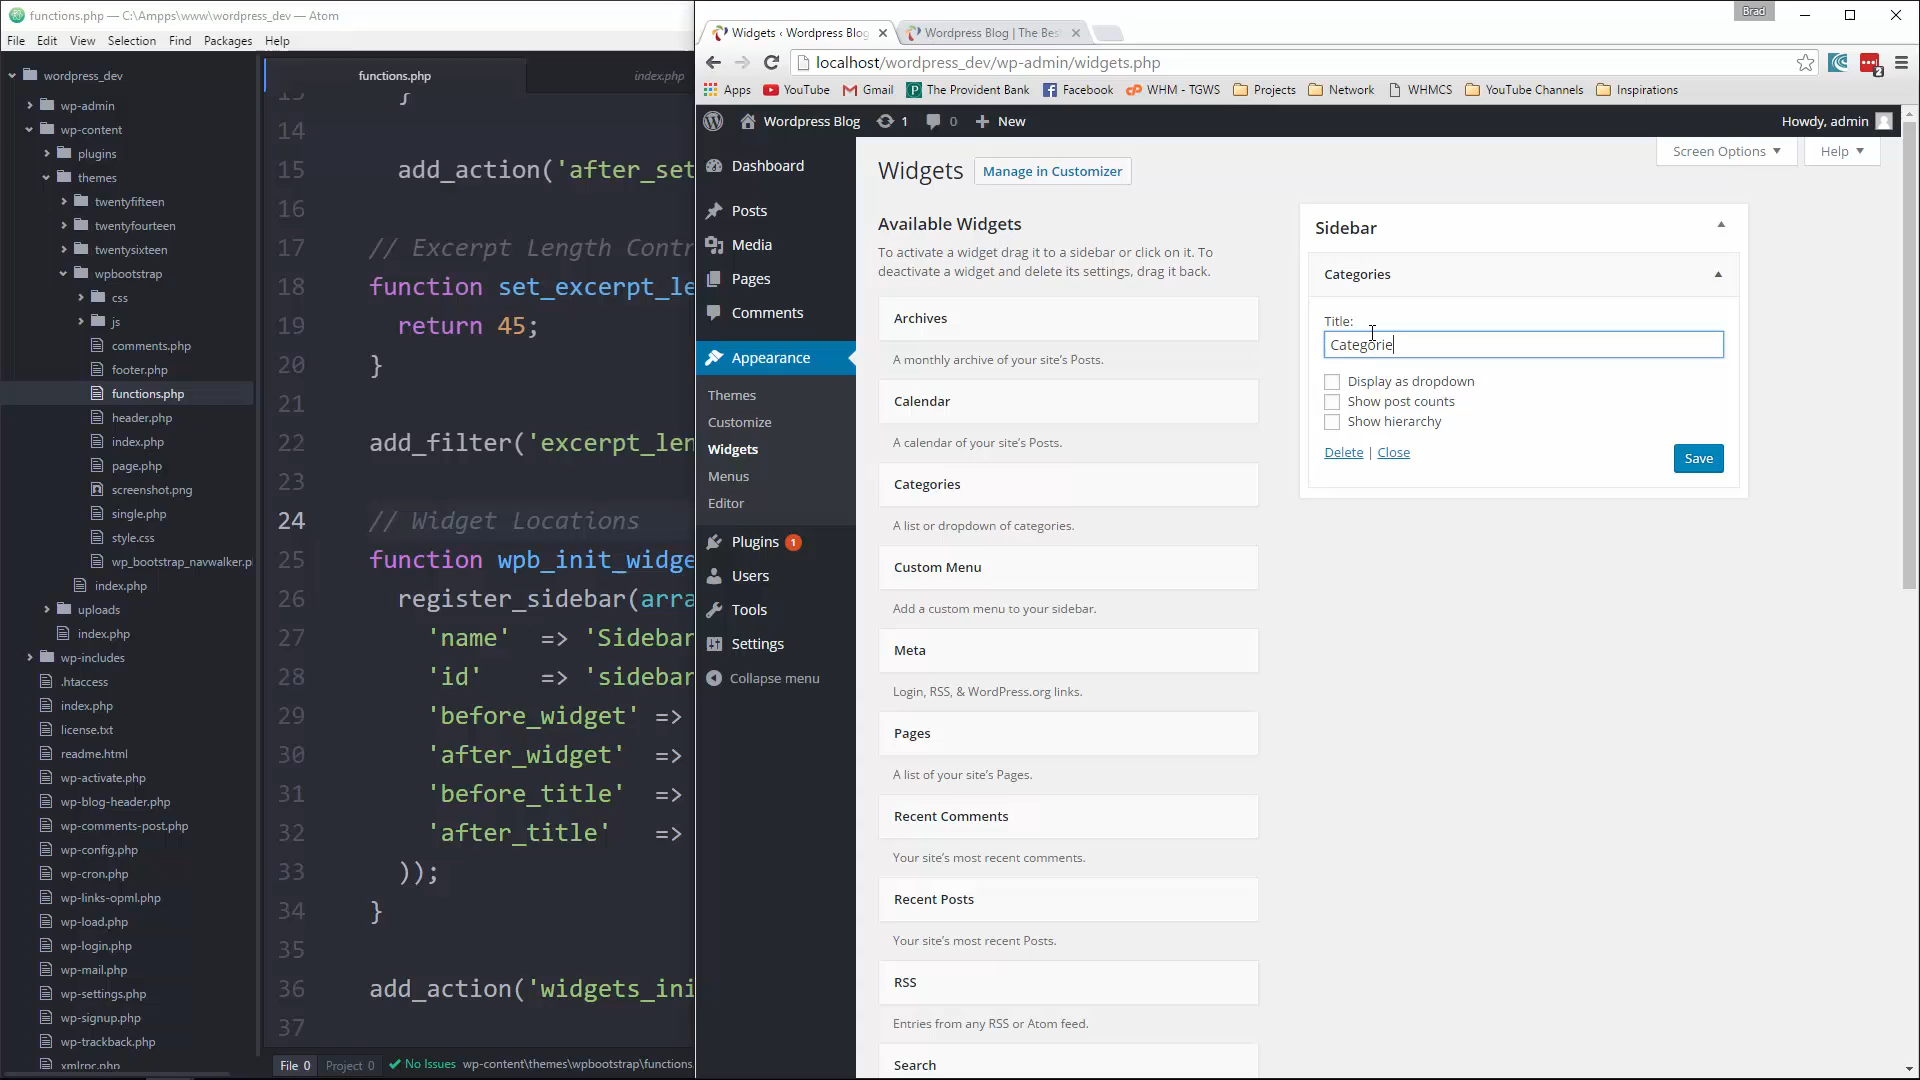 functions.php — C:\Ampps\www\wordpress_dev — Atom
File Edit View Selection Find Packages Help
wordpress_dev
wp-admin
wp-content
plugins
themes
twentyfifteen
twentyfourteen
twentysixteen
wpbootstrap
css
js
comments.php
footer.php
functions.php
header.php
index.php
page.php
screenshot.png
single.php
style.css
wp_bootstrap_navwalker.p
index.php
uploads
index.php
wp-includes
.htaccess
index.php
license.txt
readme.html
wp-activate.php
wp-blog-header.php
wp-comments-post.php
wp-config.php
wp-cron.php
wp-links-opml.php
wp-load.php
wp-login.php
wp-mail.php
wp-settings.php
wp-signup.php
wp-trackback.php
xmlrpc.php
functions.php index.php
13 }
14
15 add_action('after_set
16
17 // Excerpt Length Contr
18 function set_excerpt_le
19 return 45;
20 }
21
22 add_filter('excerpt_len
23
24 // Widget Locations
25 function wpb_init_widge
26 register_sidebar(arra
27 'name' => 'Sidebar
28 'id' => 'sidebar
29 'before_widget' =>
30 'after_widget' =>
31 'before_title' =>
32 'after_title' =>
33 ));
34 }
35
36 add_action('widgets_ini
37
File 0 Project 0 No Issues wp-content\themes\wpbootstrap\functions.
Brad
Widgets ‹ Wordpress Blog Wordpress Blog | The Bes
localhost/wordpress_dev/wp-admin/widgets.php
2
Apps YouTube Gmail The Provident Bank Facebook WHM - TGWS Projects Network WHMCS YouTube Channels Inspirations
Wordpress Blog 1 0 New Howdy, admin
Dashboard
Posts
Media
Pages
Comments
Appearance
Themes
Customize
Widgets
Menus
Editor
Plugins 1
Users
Tools
Settings
Collapse menu
Screen Options Help
Widgets Manage in Customizer
Available Widgets
To activate a widget drag it to a sidebar or click on it. To
deactivate a widget and delete its settings, drag it back.
Archives
A monthly archive of your site's Posts.
Calendar
A calendar of your site's Posts.
Categories
A list or dropdown of categories.
Custom Menu
Add a custom menu to your sidebar.
Meta
Login, RSS, & WordPress.org links.
Pages
A list of your site's Pages.
Recent Comments
Your site's most recent comments.
Recent Posts
Your site's most recent Posts.
RSS
Entries from any RSS or Atom feed.
Search
Sidebar
Categories
Title:
Categorie
Display as dropdown
Show post counts
Show hierarchy
Delete | Close
Save